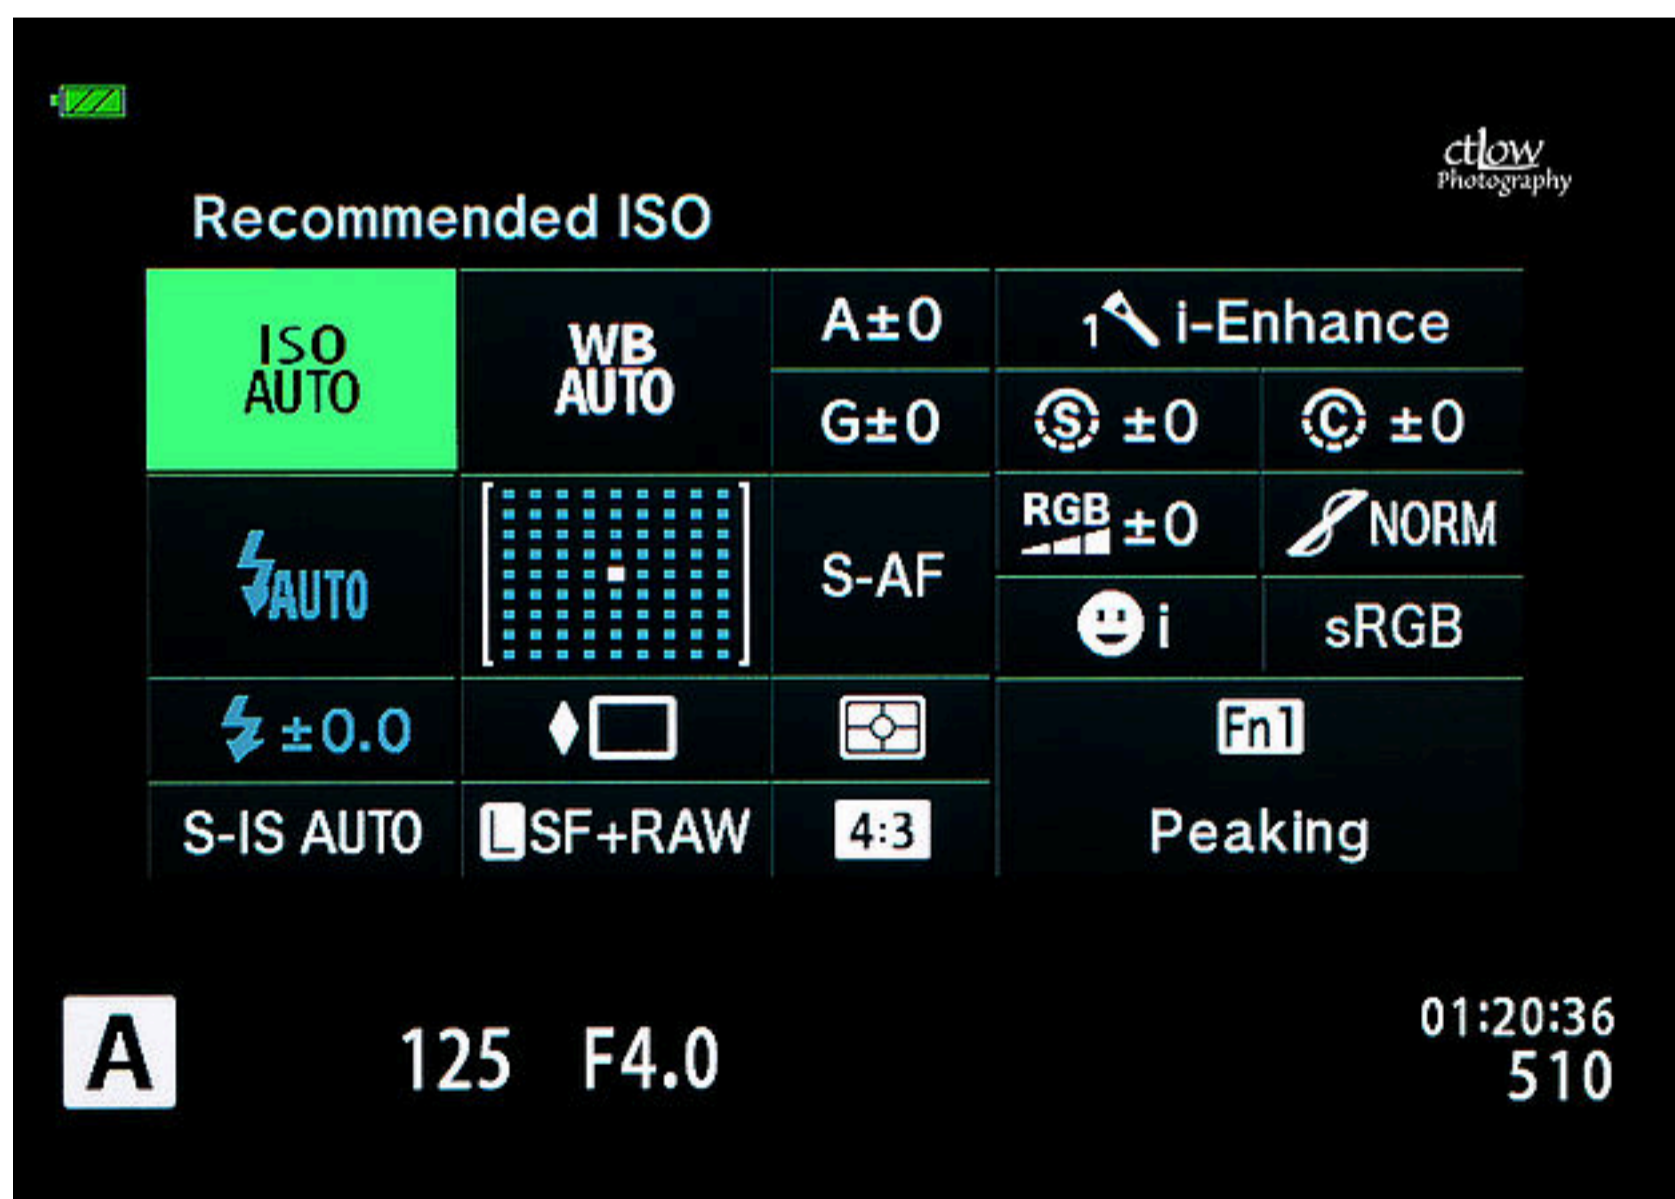 ctlow
Photography
Recommended ISO
ISO
AUTO
WB
AUTO
A±0
1 i-Enhance
G±0
S ±0
C ±0
AUTO
S-AF
RGB ±0
NORM
i
sRGB
±0.0
Fn1
S-IS AUTO
LSF+RAW
4:3
Peaking
A
125 F4.0
01:20:36
510